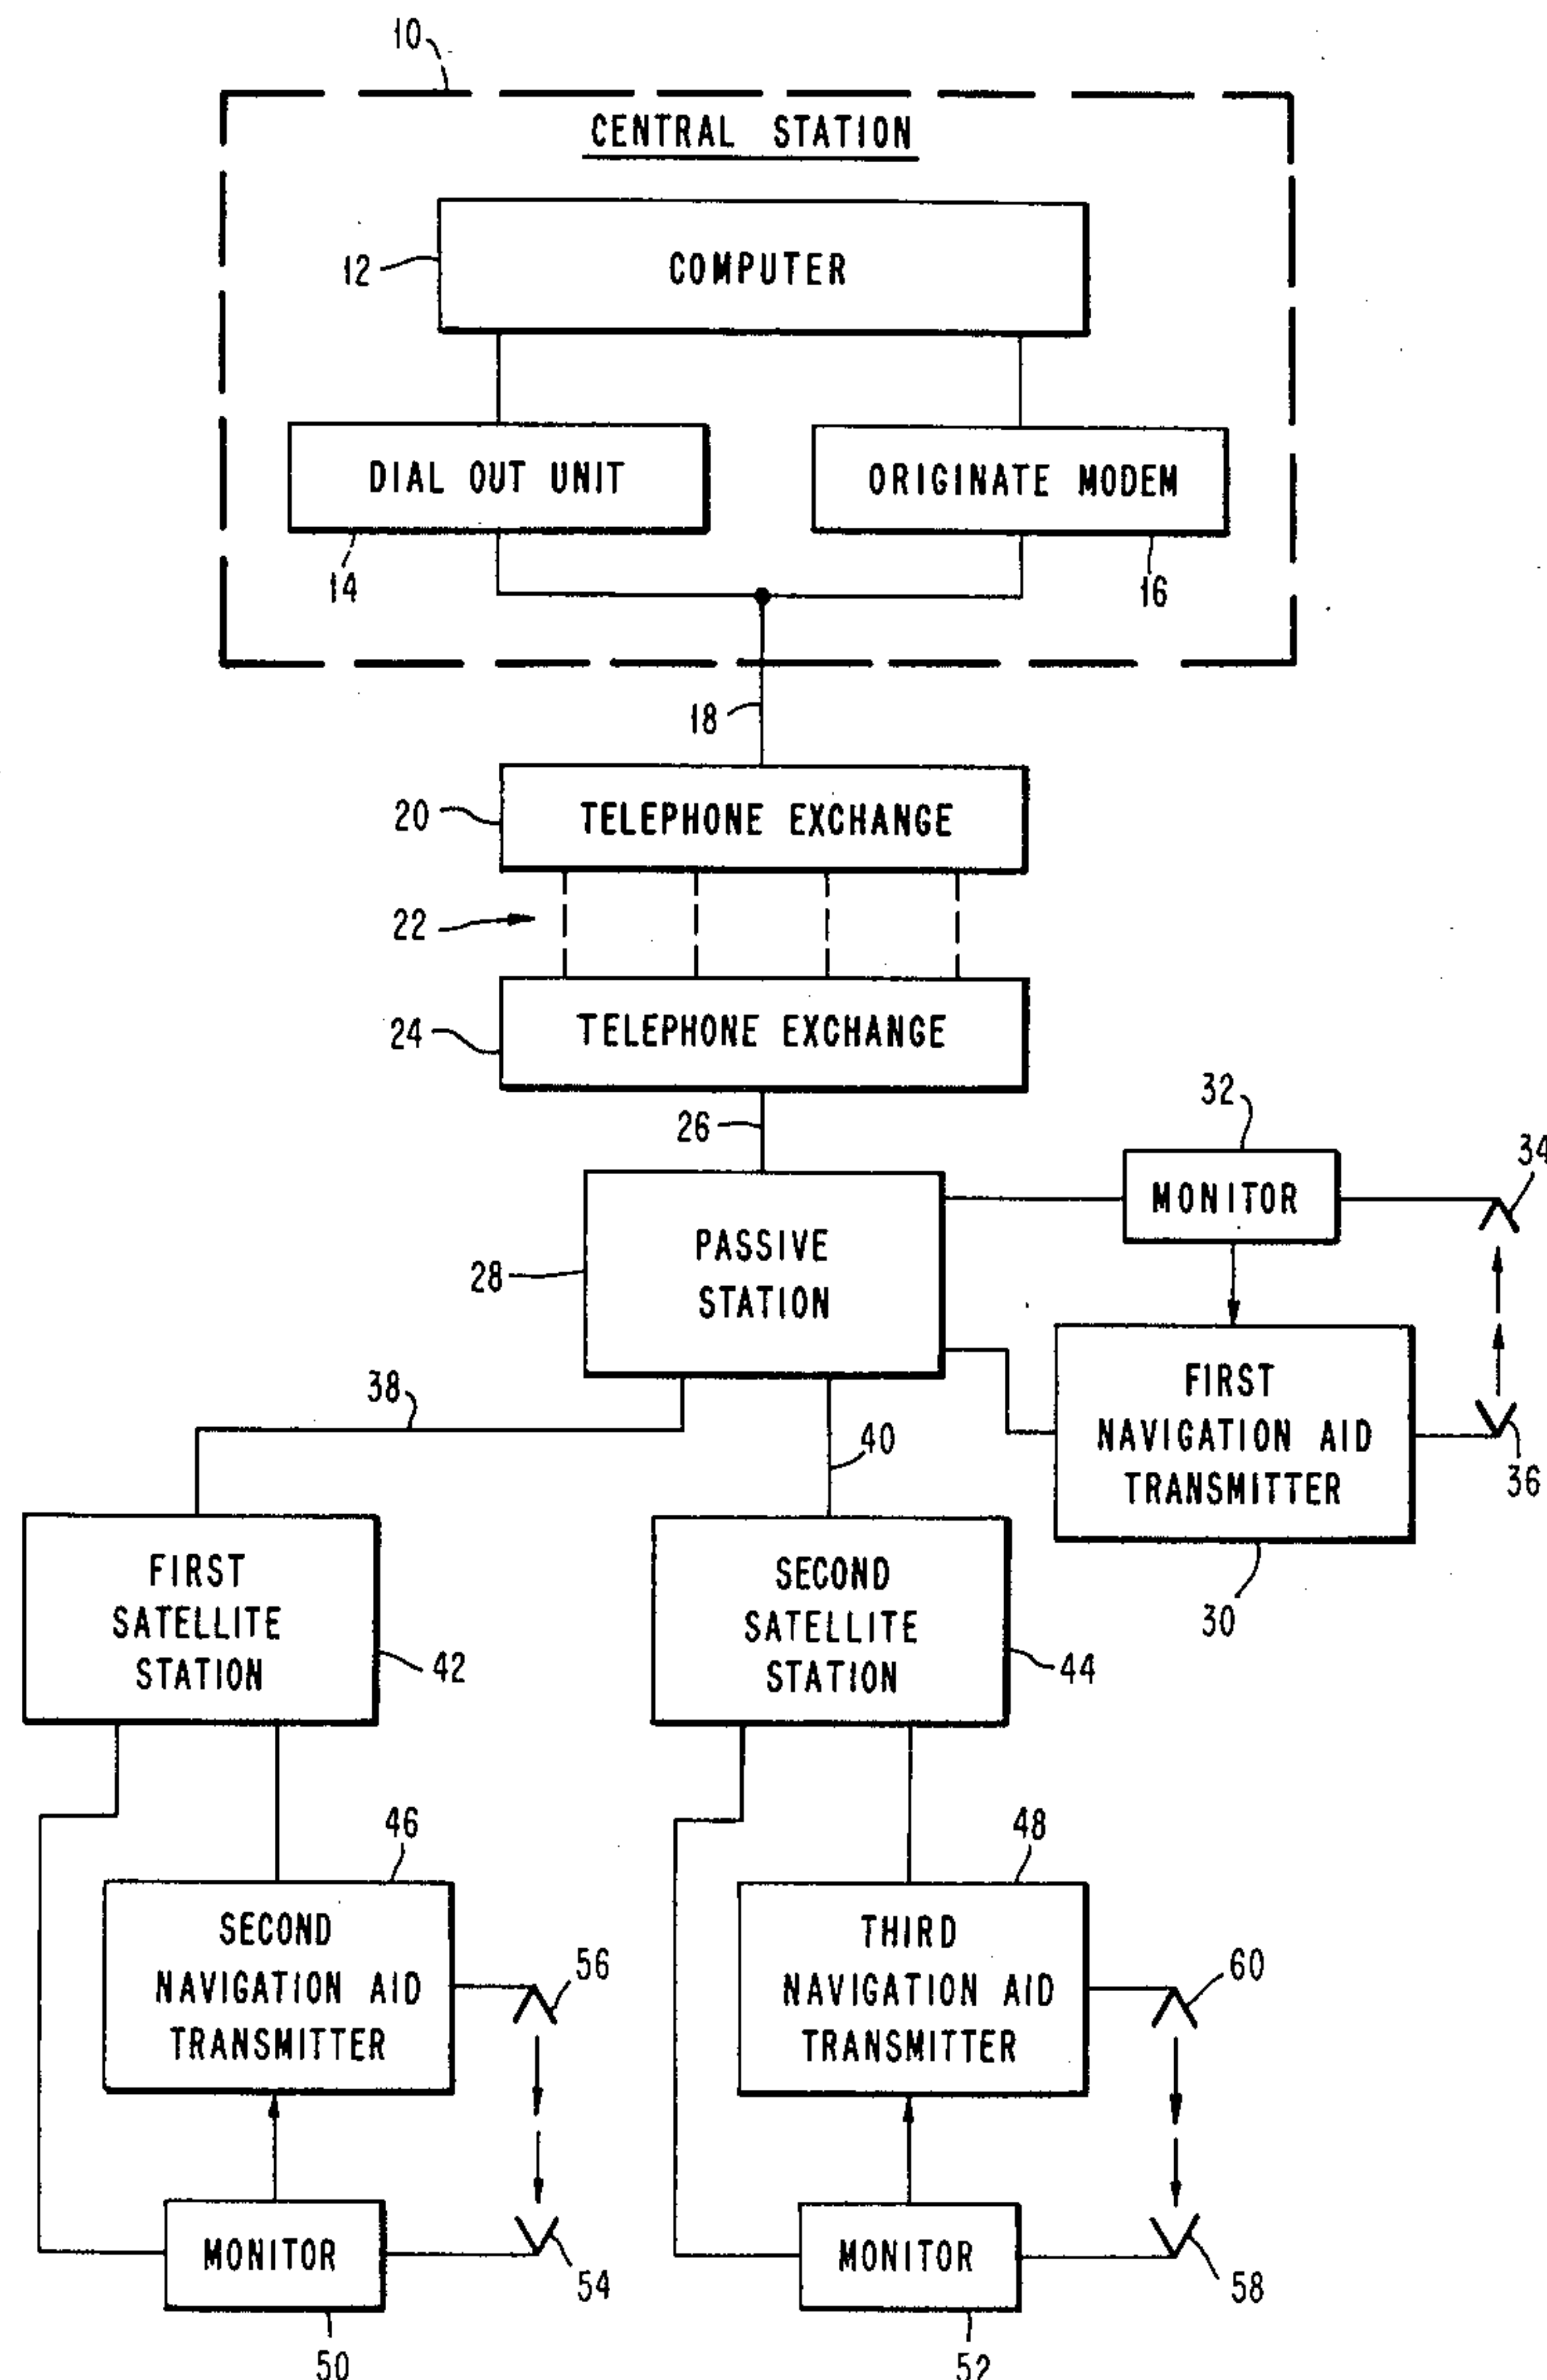 10
CENTRAL STATION
12
COMPUTER
DIAL OUT UNIT
ORIGINATE MODEM
14
16
18
20
TELEPHONE EXCHANGE
22
24
TELEPHONE EXCHANGE
26
32
34
MONITOR
28
PASSIVE
STATION
38
40
FIRST
NAVIGATION AID
TRANSMITTER
36
30
FIRST
SATELLITE
STATION
42
SECOND
SATELLITE
STATION
44
46
48
SECOND
NAVIGATION AID
TRANSMITTER
56
THIRD
NAVIGATION AID
TRANSMITTER
60
MONITOR
54
MONITOR
58
50
52